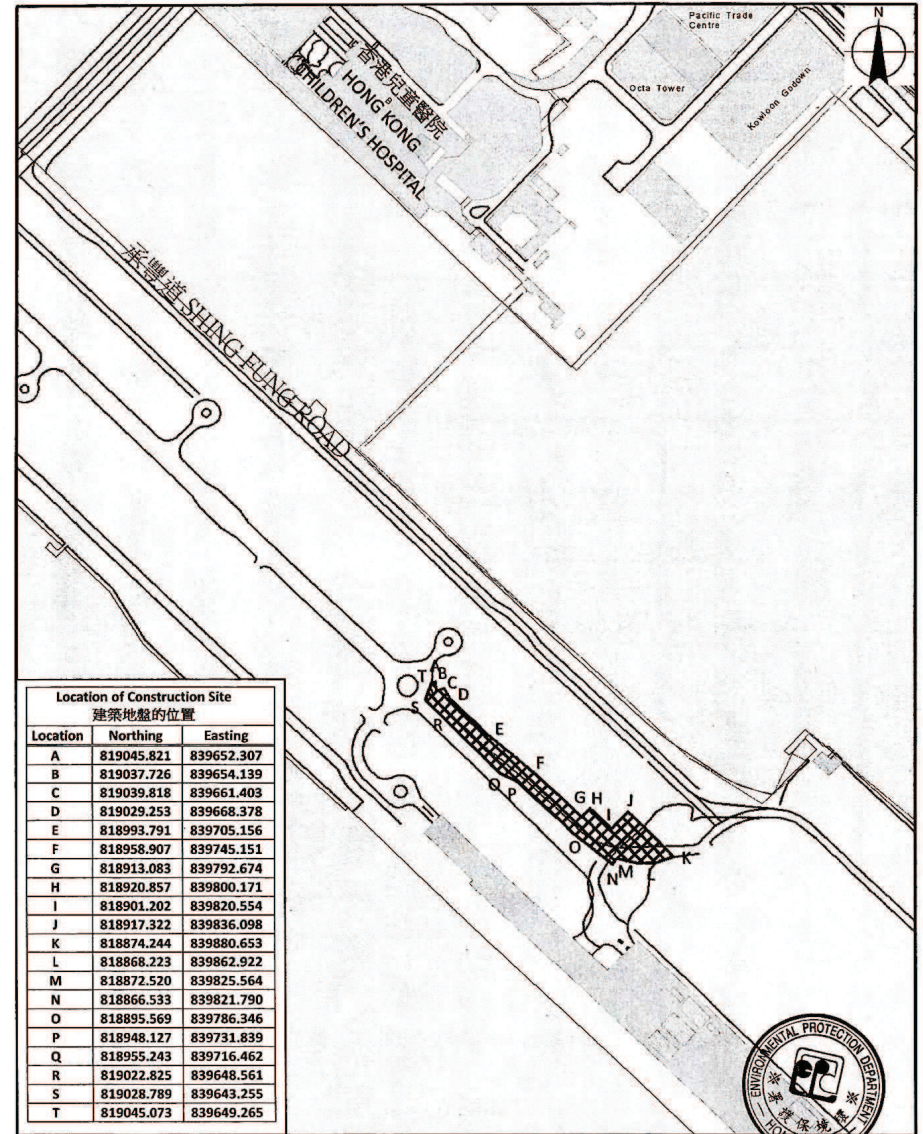 Pacific Trade
Centre
N
Octa Tower
Kowloon Godown
香港兒童醫院
HONG KONG
CHILDREN'S HOSPITAL
承豐道 SHING FUNG ROAD
A
B
T
C
D
S
R
E
F
Q
P
G H
I
J
O
K
M
N
Location of Construction Site
建築地盤的位置
Location Northing Easting
A 819045.821 839652.307
B 819037.726 839654.139
C 819039.818 839661.403
D 819029.253 839668.378
E 818993.791 839705.156
F 818958.907 839745.151
G 818913.083 839792.674
H 818920.857 839800.171
I 818901.202 839820.554
J 818917.322 839836.098
K 818874.244 839880.653
L 818868.223 839862.922
M 818872.520 839825.564
N 818866.533 839821.790
O 818895.569 839786.346
P 818948.127 839731.839
Q 818955.243 839716.462
R 819022.825 839648.561
S 819028.789 839643.255
T 819045.073 839649.265
ENVIRONMENTAL PROTECTION DEPARTMENT